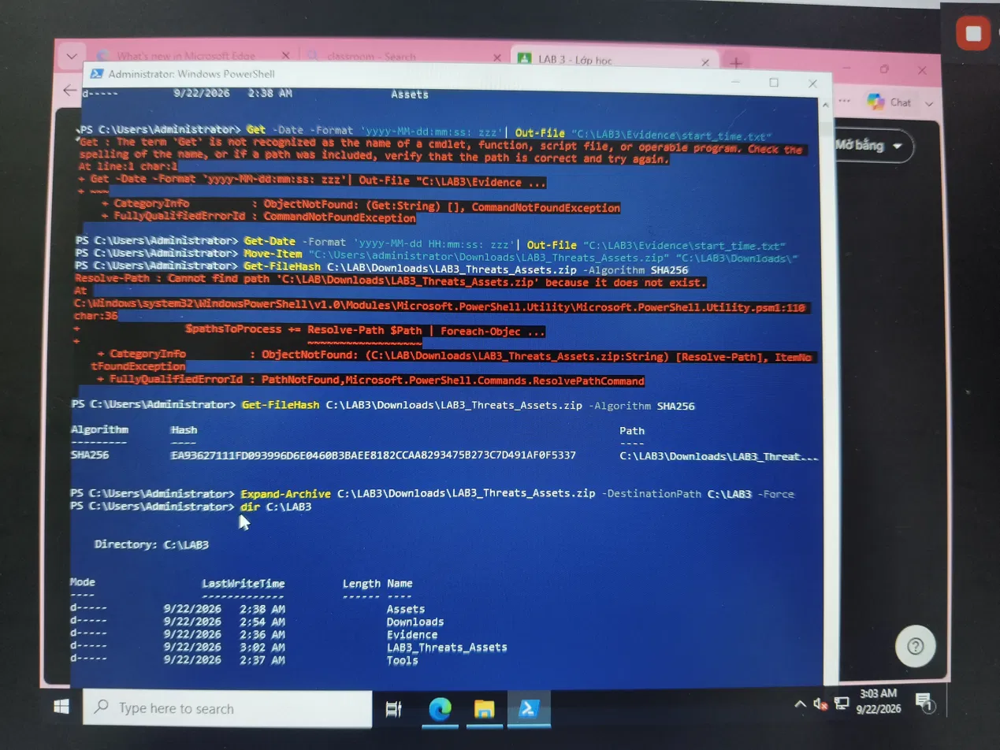 What's new in Microsoft Edge
classroom - Search
LAB 3 - Lớp học
Administrator: Windows PowerShell
Chat
Mở bằng
d----- 9/22/2026 2:38 AM Assets
PS C:\Users\Administrator> Get -Date -Format 'yyyy-MM-dd:mm:ss: zzz'| Out-File "C:\LAB3\Evidence\start_time.txt"
Get : The term 'Get' is not recognized as the name of a cmdlet, function, script file, or operable program. Check the
spelling of the name, or if a path was included, verify that the path is correct and try again.
At line:1 char:1
+ Get -Date -Format 'yyyy-MM-dd:mm:ss: zzz'| Out-File "C:\LAB3\Evidence ...
+ ~~~
+ CategoryInfo : ObjectNotFound: (Get:String) [], CommandNotFoundException
+ FullyQualifiedErrorId : CommandNotFoundException
PS C:\Users\Administrator> Get-Date -Format 'yyyy-MM-dd HH:mm:ss: zzz'| Out-File "C:\LAB3\Evidence\start_time.txt"
PS C:\Users\Administrator> Move-Item "C:\Users\administrator\Downloads\LAB3_Threats_Assets.zip" "C:\LAB3\Downloads\"
PS C:\Users\Administrator> Get-FileHash C:\LAB\Downloads\LAB3_Threats_Assets.zip -Algorithm SHA256
Resolve-Path : Cannot find path 'C:\LAB\Downloads\LAB3_Threats_Assets.zip' because it does not exist.
At
C:\Windows\system32\WindowsPowerShell\v1.0\Modules\Microsoft.PowerShell.Utility\Microsoft.PowerShell.Utility.psm1:110
char:36
+ $pathsToProcess += Resolve-Path $Path | Foreach-Objec ...
+ ~~~~~~~~~~~~~~~~~~
+ CategoryInfo : ObjectNotFound: (C:\LAB\Downloads\LAB3_Threats_Assets.zip:String) [Resolve-Path], ItemNo
tFoundException
+ FullyQualifiedErrorId : PathNotFound,Microsoft.PowerShell.Commands.ResolvePathCommand
PS C:\Users\Administrator> Get-FileHash C:\LAB3\Downloads\LAB3_Threats_Assets.zip -Algorithm SHA256
Algorithm Hash Path
--------- ---- ----
SHA256 EA93627111FD093996D6E0460B3BAEE8182CCAA8293475B273C7D491AF0F5337 C:\LAB3\Downloads\LAB3_Threat...
PS C:\Users\Administrator> Expand-Archive C:\LAB3\Downloads\LAB3_Threats_Assets.zip -DestinationPath C:\LAB3 -Force
PS C:\Users\Administrator> dir C:\LAB3
Directory: C:\LAB3
Mode LastWriteTime Length Name
---- ------------- ------ ----
d----- 9/22/2026 2:38 AM Assets
d----- 9/22/2026 2:54 AM Downloads
d----- 9/22/2026 2:36 AM Evidence
d----- 9/22/2026 3:02 AM LAB3_Threats_Assets
d----- 9/22/2026 2:37 AM Tools
Type here to search
3:03 AM
9/22/2026
1